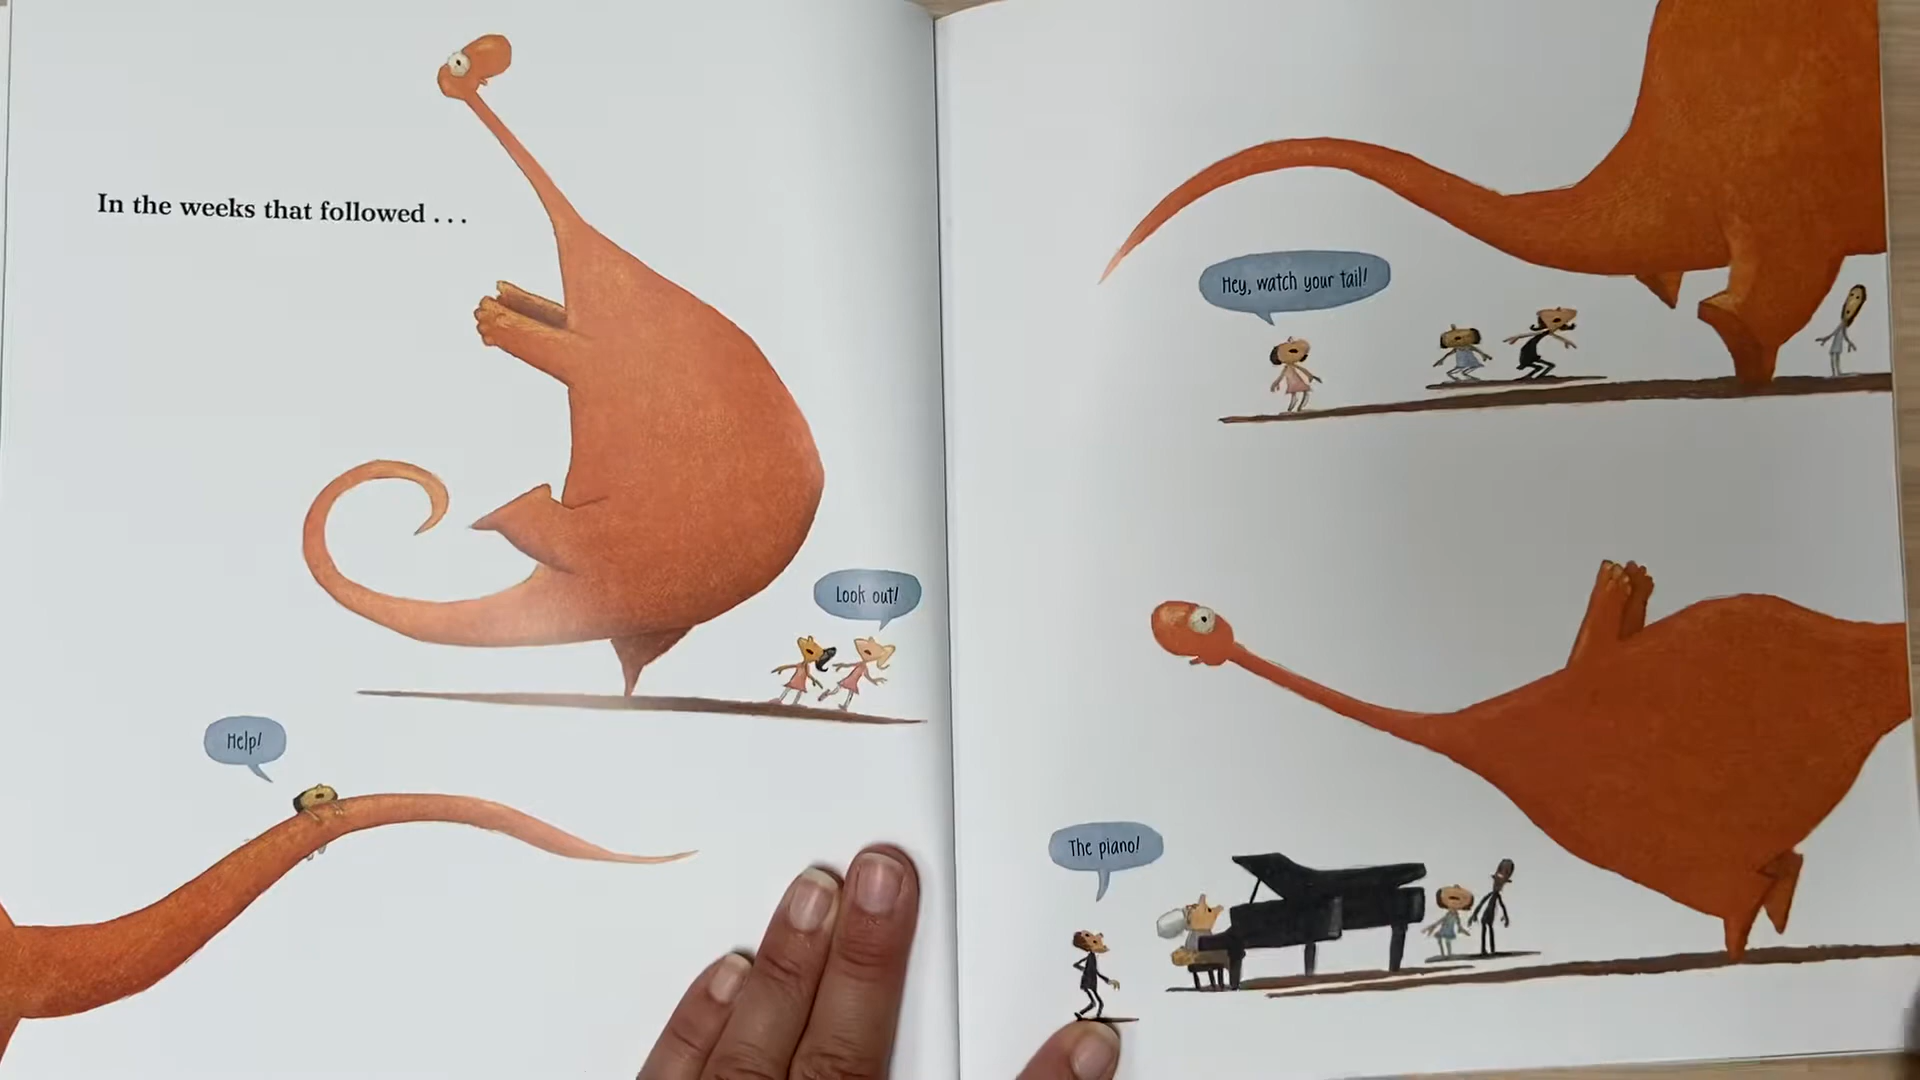 In the weeks that followed . . .
Look out!
Help!
Hey, watch your tail!
The piano!